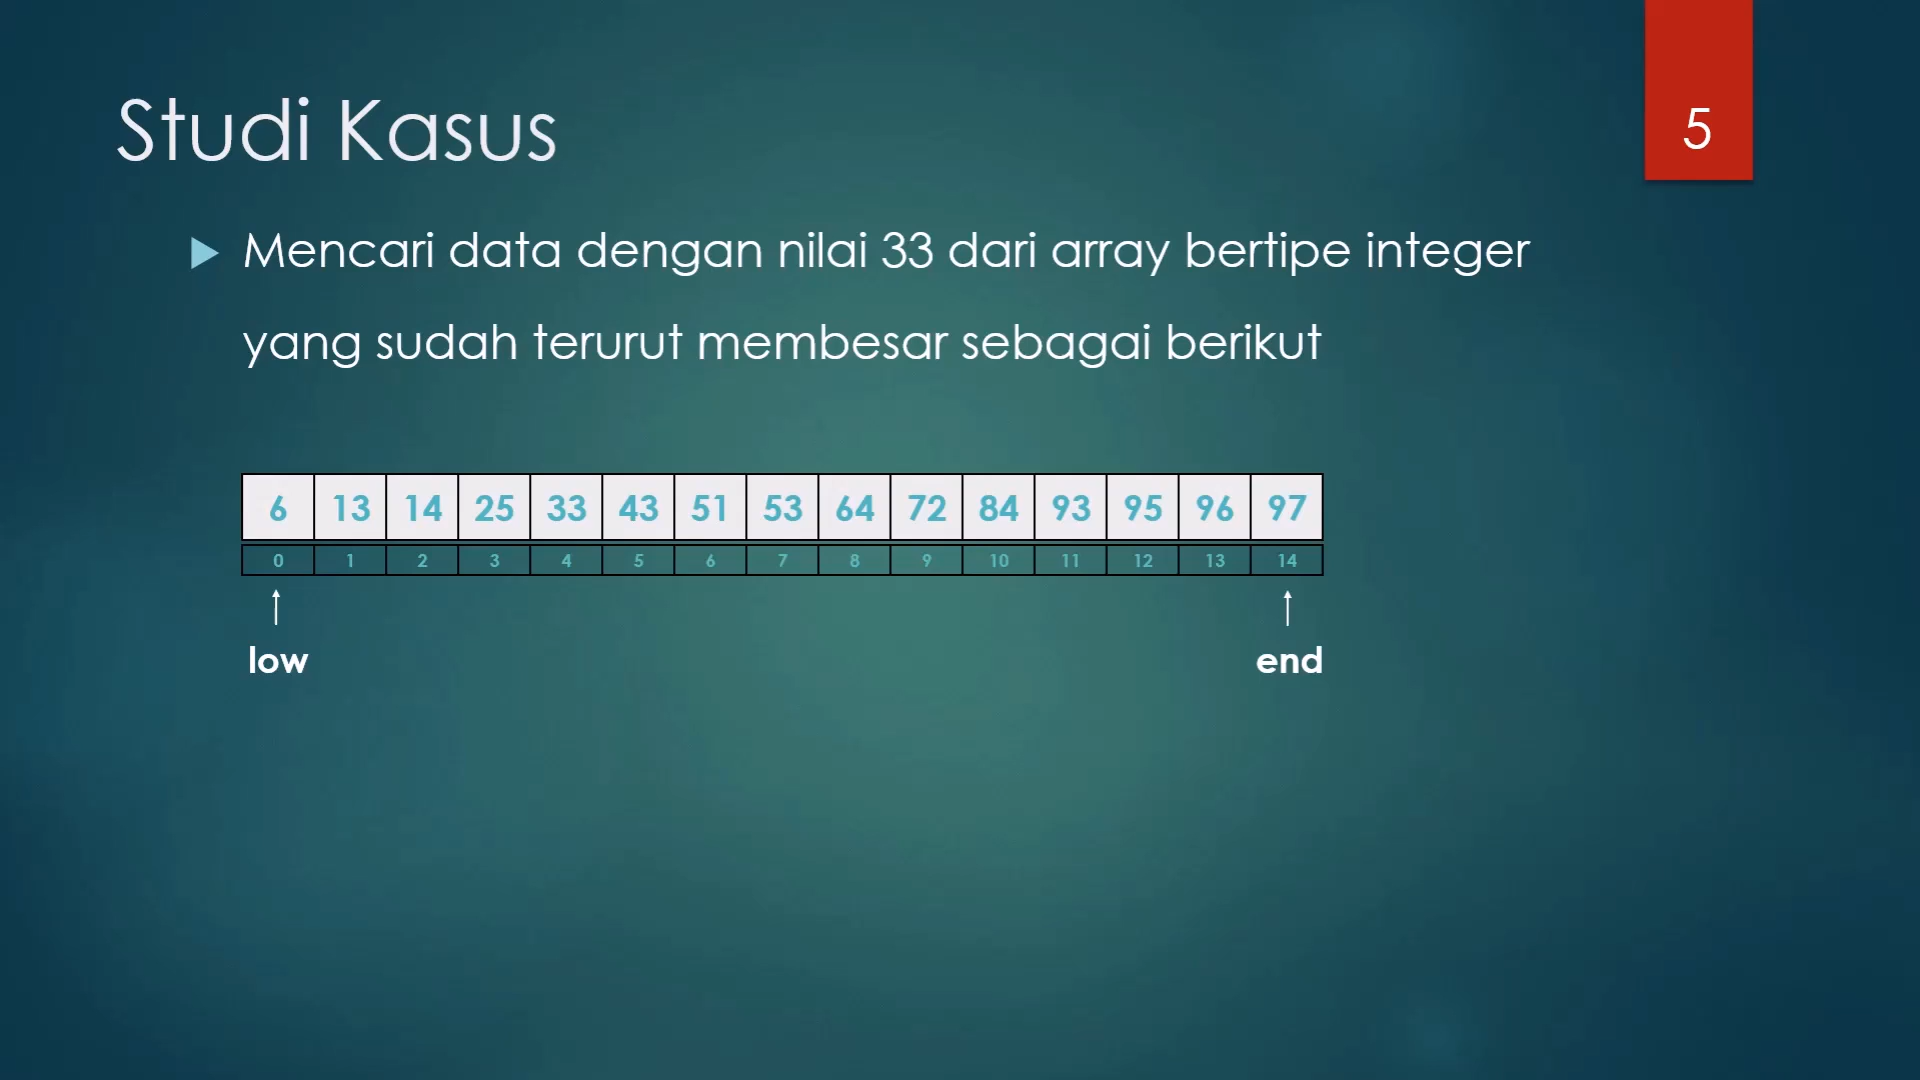 Studi Kasus
5
Mencari data dengan nilai 33 dari array bertipe integer
yang sudah terurut membesar sebagai berikut
6 13 14 25 33 43 51 53 64 72 84 93 95 96 97
0 1 2 3 4 5 6 7 8 9 10 11 12 13 14
low end